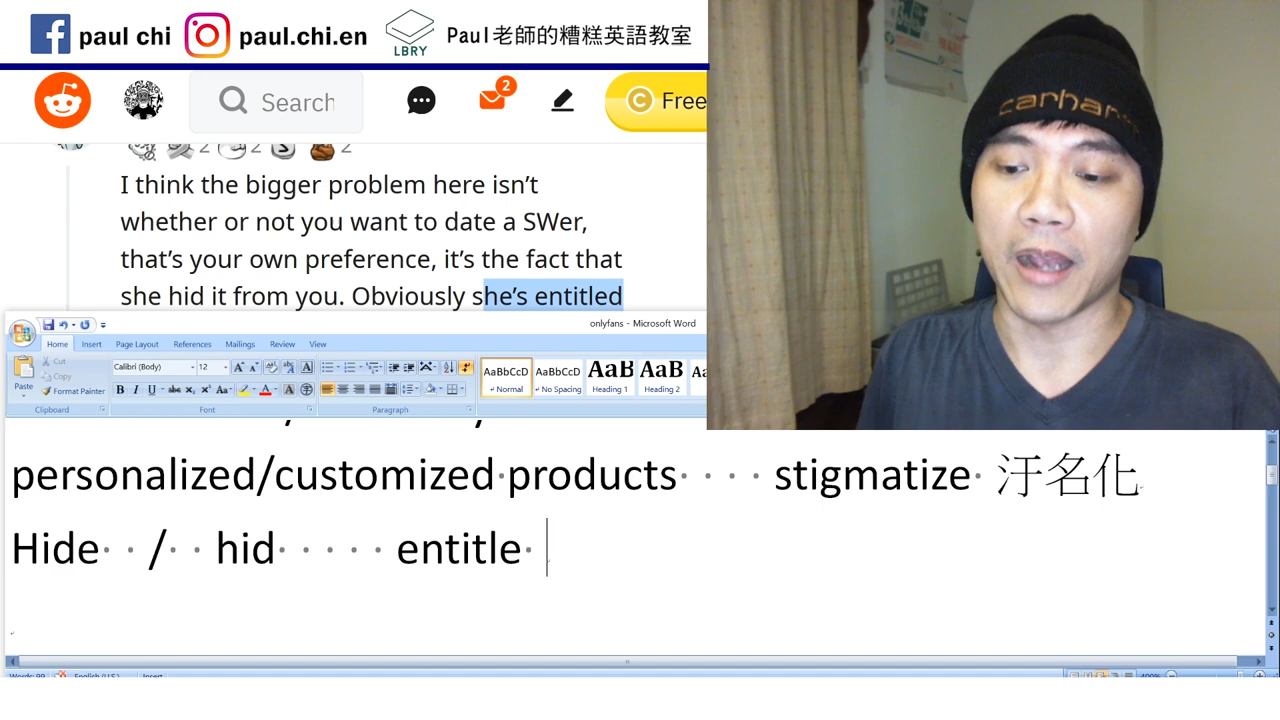 paul chi paul.chi.en LBRY Paul老師的糟糕英語教室
Search 2 Free
2 2 2
I think the bigger problem here isn't
whether or not you want to date a SWer,
that's your own preference, it's the fact that
she hid it from you. Obviously she's entitled
carhartt
onlyfans - Microsoft Word
Home Insert Page Layout References Mailings Review View
Cut
Copy
Format Painter
Paste
Calibri (Body) 12
AaBbCcD AaBbCcD AaB AaB Aa
Normal No Spacing Heading 1 Heading 2
Clipboard Font Paragraph
personalized/customized products stigmatize 汙名化
Hide / hid entitle
Words: 99 English (U.S.) Insert 400%